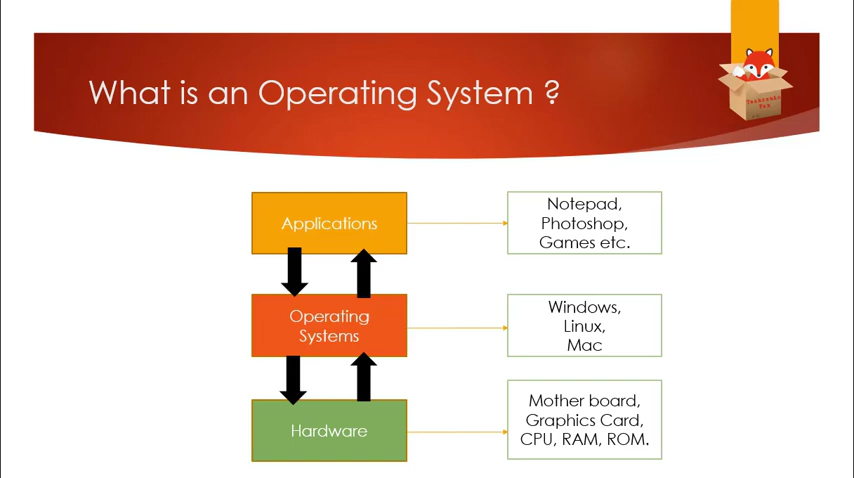 What is an Operating System ?
Applications
Notepad,
Photoshop,
Games etc.
Operating
Systems
Windows,
Linux,
Mac
Hardware
Mother board,
Graphics Card,
CPU, RAM, ROM.